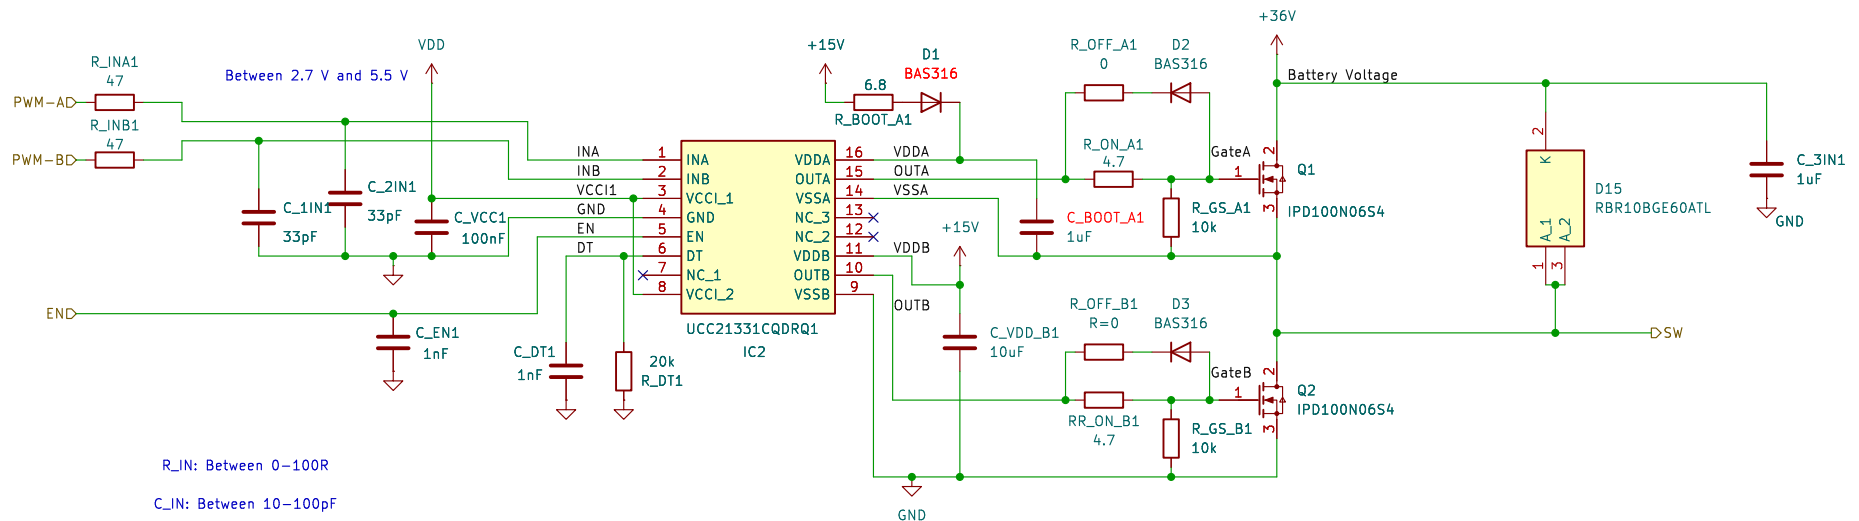 +36V
R_INA1
47
PWM-A
R_INB1
47
PWM-B
Between 2.7 V and 5.5 V
VDD
+15V
6.8
R_BOOT_A1
D1
BAS316
R_OFF_A1
0
D2
BAS316
Battery Voltage
R_ON_A1
4.7
GateA
2
1
3
Q1
IPD100N06S4
2
K
D15
RBR10BGE60ATL
A_1
A_2
1
3
C_3IN1
1uF
GND
C_1IN1
33pF
C_2IN1
33pF
C_VCC1
100nF
INA
INB
VCCI1
GND
EN
DT
1
2
3
4
5
6
7
8
INA
INB
VCCI_1
GND
EN
DT
NC_1
VCCI_2
VDDA
OUTA
VSSA
NC_3
NC_2
VDDB
OUTB
VSSB
16
15
14
13
12
11
10
9
VDDA
OUTA
VSSA
VDDB
OUTB
UCC21331CQDRQ1
IC2
+15V
C_BOOT_A1
1uF
R_GS_A1
10k
EN
C_EN1
1nF
C_DT1
1nF
20k
R_DT1
C_VDD_B1
10uF
R_OFF_B1
R=0
D3
BAS316
GateB
RR_ON_B1
4.7
R_GS_B1
10k
2
1
3
Q2
IPD100N06S4
SW
GND
R_IN: Between 0-100R
C_IN: Between 10-100pF